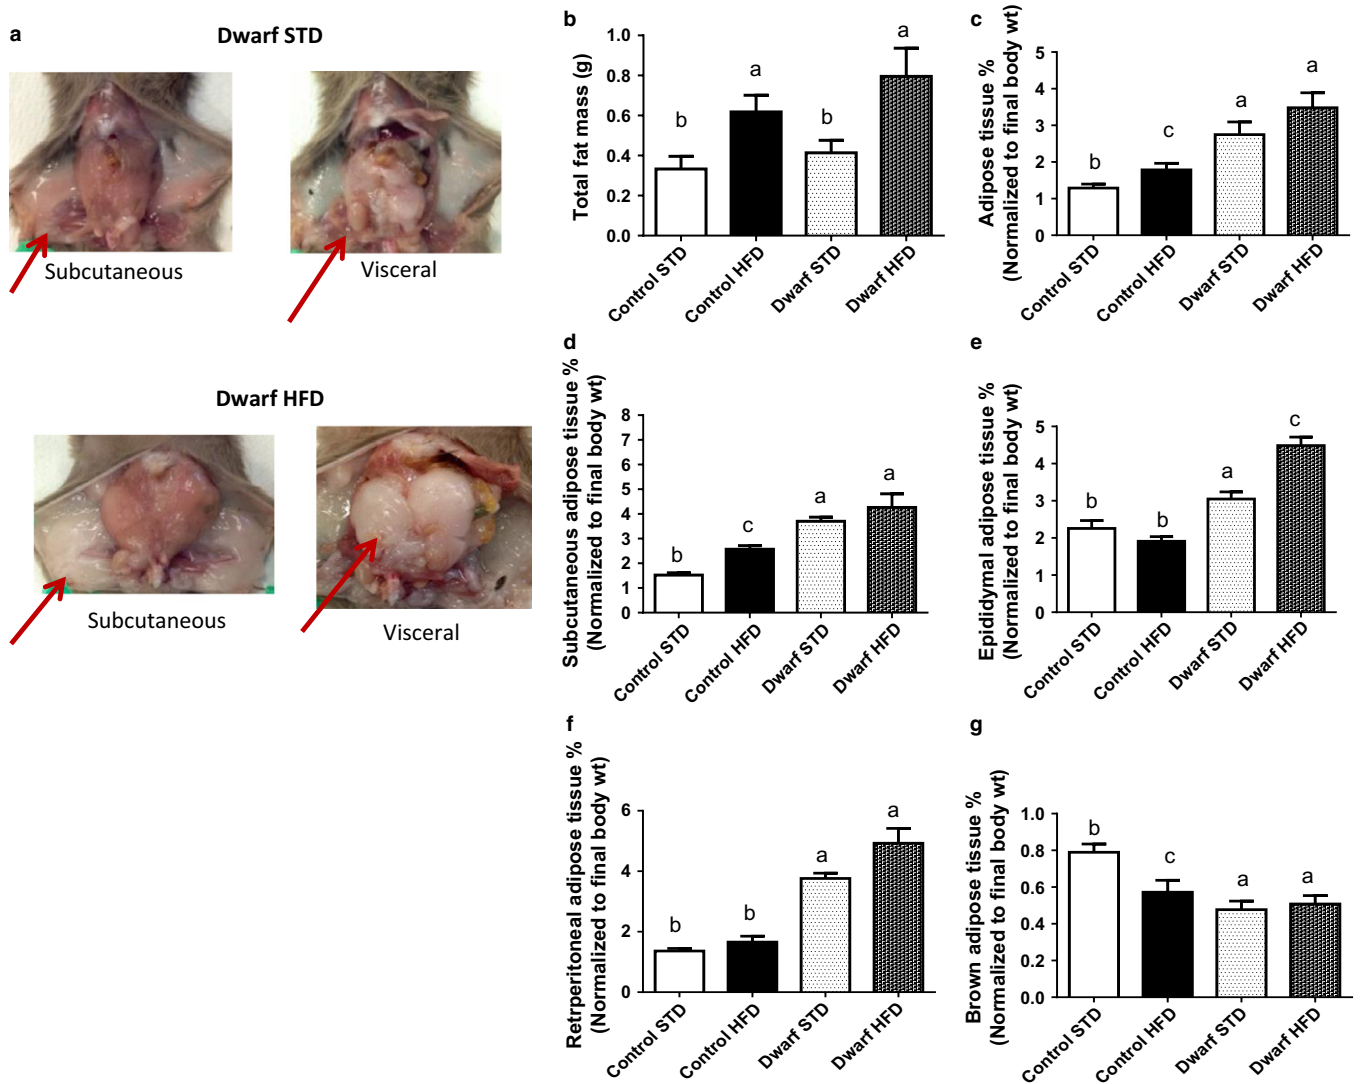 a
Dwarf STD
Subcutaneous
Visceral
Dwarf HFD
Subcutaneous
Visceral
b
Total fat mass (g)
1.0
0.8
0.6
0.4
0.2
0.0
b
a
b
a
Control STD
Control HFD
Dwarf STD
Dwarf HFD
c
Adipose tissue %
(Normalized to final body wt)
5
4
3
2
1
0
b
c
a
a
Control STD
Control HFD
Dwarf STD
Dwarf HFD
d
Subcutaneous adipose tissue %
(Normalized to final body wt)
8
7
6
5
4
3
2
1
0
b
c
a
a
Control STD
Control HFD
Dwarf STD
Dwarf HFD
e
Epididymal adipose tissue %
(Normalized to final body wt)
5
4
3
2
1
0
b
b
a
c
Control STD
Control HFD
Dwarf STD
Dwarf HFD
f
Retrperitoneal adipose tissue %
(Normalized to final body wt)
6
4
2
0
b
b
a
a
Control STD
Control HFD
Dwarf STD
Dwarf HFD
g
Brown adipose tissue %
(Normalized to final body wt)
1.0
0.8
0.6
0.4
0.2
0.0
b
c
a
a
Control STD
Control HFD
Dwarf STD
Dwarf HFD